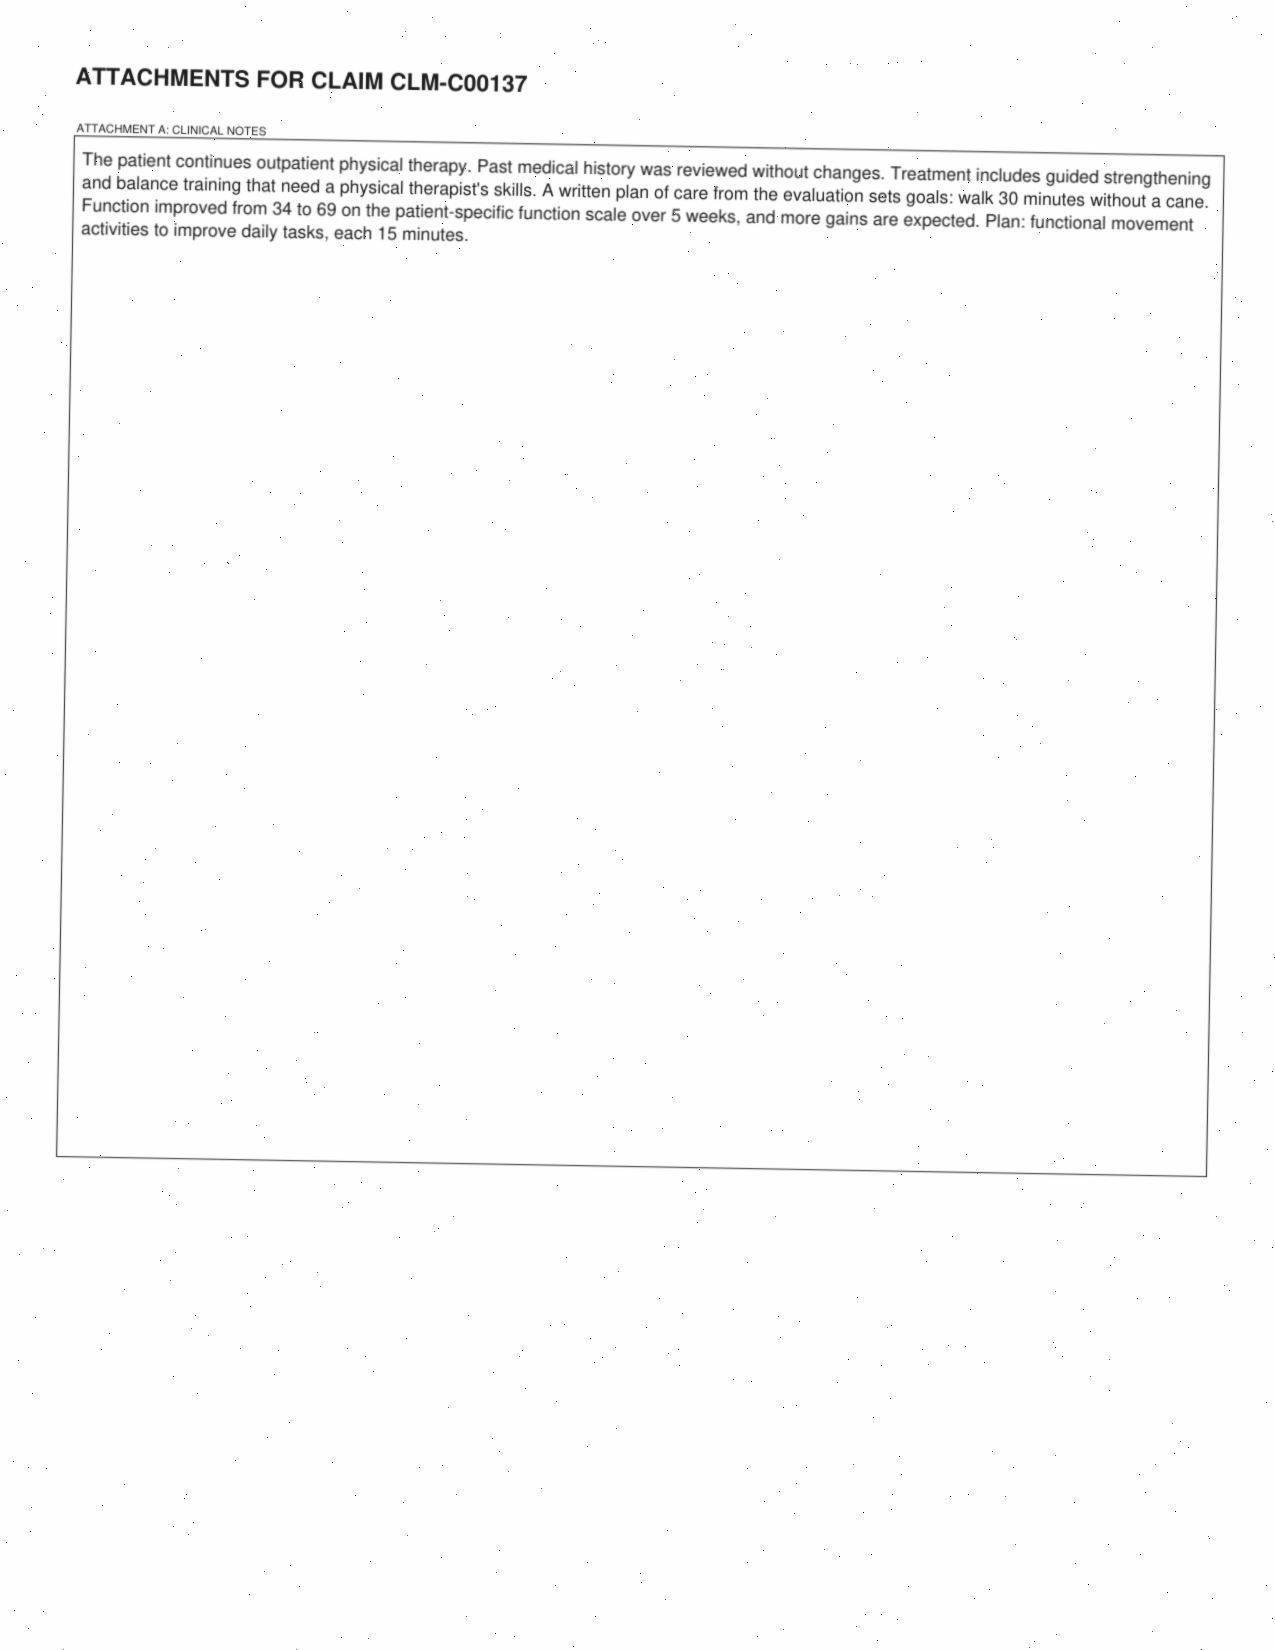 ATTACHMENTS FOR CLAIM CLM-C00137
ATTACHMENT A: CLINICAL NOTES
The patient continues outpatient physical therapy. Past medical history was reviewed without changes. Treatment includes guided strengthening
and balance training that need a physical therapist's skills. A written plan of care from the evaluation sets goals: walk 30 minutes without a cane.
Function improved from 34 to 69 on the patient-specific function scale over 5 weeks, and more gains are expected. Plan: functional movement
activities to improve daily tasks, each 15 minutes.